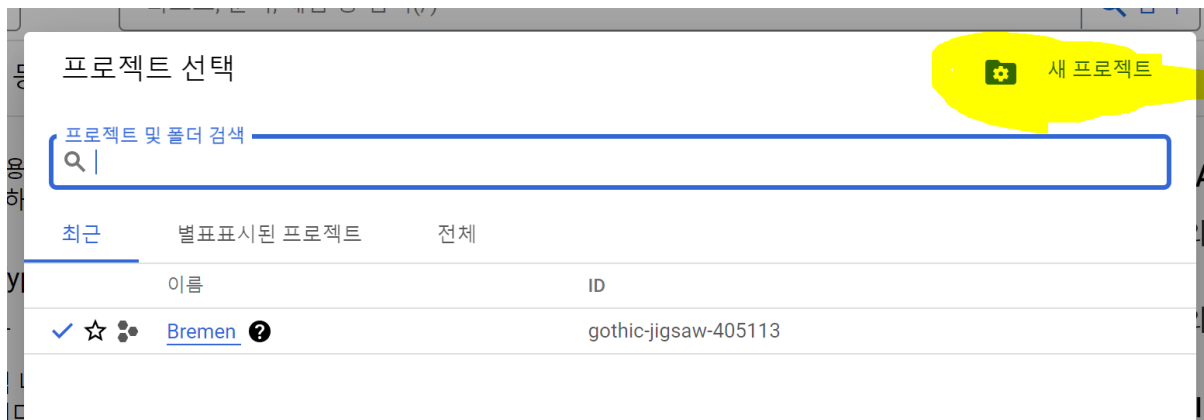 프로젝트 선택
새 프로젝트
프로젝트 및 폴더 검색
최근 별표표시된 프로젝트 전체
이름 ID
Bremen gothic-jigsaw-405113